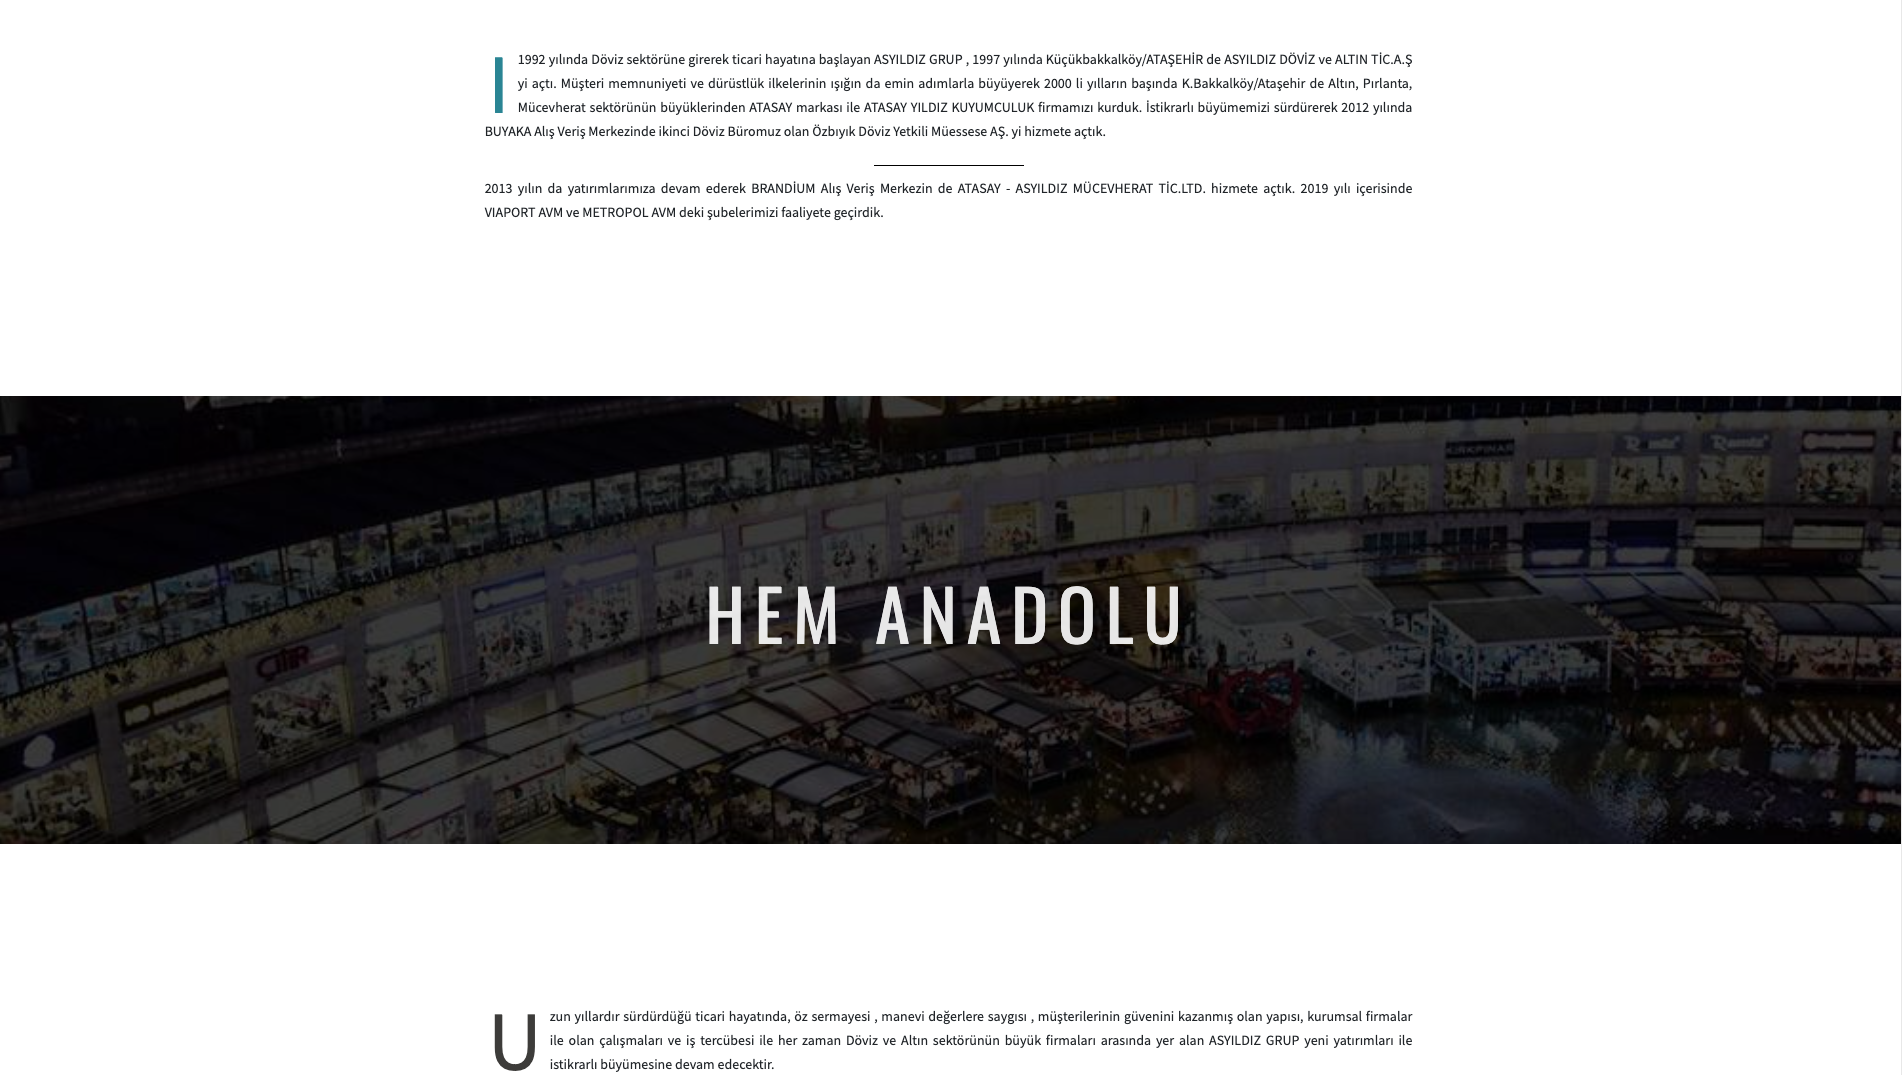 I 1992 yılında Döviz sektörüne girerek ticari hayatına başlayan ASYILDIZ GRUP , 1997 yılında Küçükbakkalköy/ATAŞEHİR de ASYILDIZ DÖVİZ ve ALTIN TİC.A.Ş
yi açtı. Müşteri memnuniyeti ve dürüstlük ilkelerinin ışığın da emin adımlarla büyüyerek 2000 li yılların başında K.Bakkalköy/Ataşehir de Altın, Pırlanta,
Mücevherat sektörünün büyüklerinden ATASAY markası ile ATASAY YILDIZ KUYUMCULUK firmamızı kurduk. İstikrarlı büyümemizi sürdürerek 2012 yılında
BUYAKA Alış Veriş Merkezinde ikinci Döviz Büromuz olan Özbıyık Döviz Yetkili Müessese AŞ. yi hizmete açtık.
2013 yılın da yatırımlarımıza devam ederek BRANDİUM Alış Veriş Merkezin de ATASAY - ASYILDIZ MÜCEVHERAT TİC.LTD. hizmete açtık. 2019 yılı içerisinde
VIAPORT AVM ve METROPOL AVM deki şubelerimizi faaliyete geçirdik.
KIRKPINAR
HEM ANADOLU
Uzun yıllardır sürdürdüğü ticari hayatında, öz sermayesi , manevi değerlere saygısı , müşterilerinin güvenini kazanmış olan yapısı, kurumsal firmalar
ile olan çalışmaları ve iş tercübesi ile her zaman Döviz ve Altın sektörünün büyük firmaları arasında yer alan ASYILDIZ GRUP yeni yatırımları ile
istikrarlı büyümesine devam edecektir.